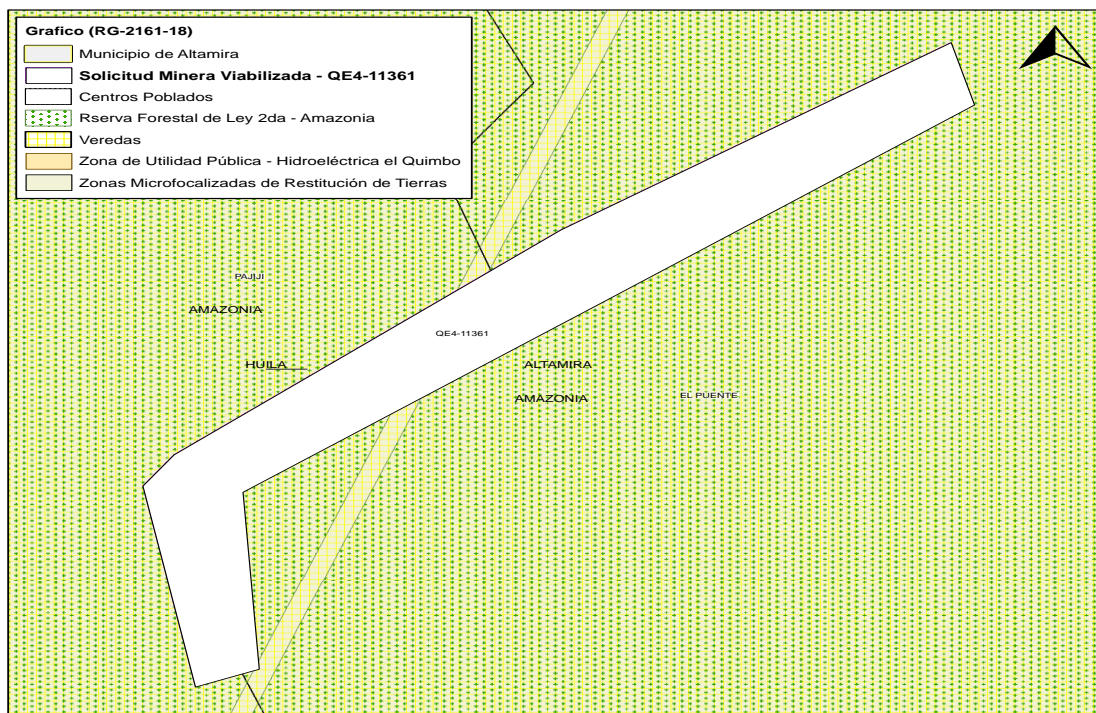 Grafico (RG-2161-18)
Municipio de Altamira
Solicitud Minera Viabilizada - QE4-11361
Centros Poblados
Rserva Forestal de Ley 2da - Amazonia
Veredas
Zona de Utilidad Pública - Hidroeléctrica el Quimbo
Zonas Microfocalizadas de Restitución de Tierras
PAJIJI
AMAZONIA
QE4-11361
HUILA
ALTAMIRA
AMAZONIA
EL PUENTE